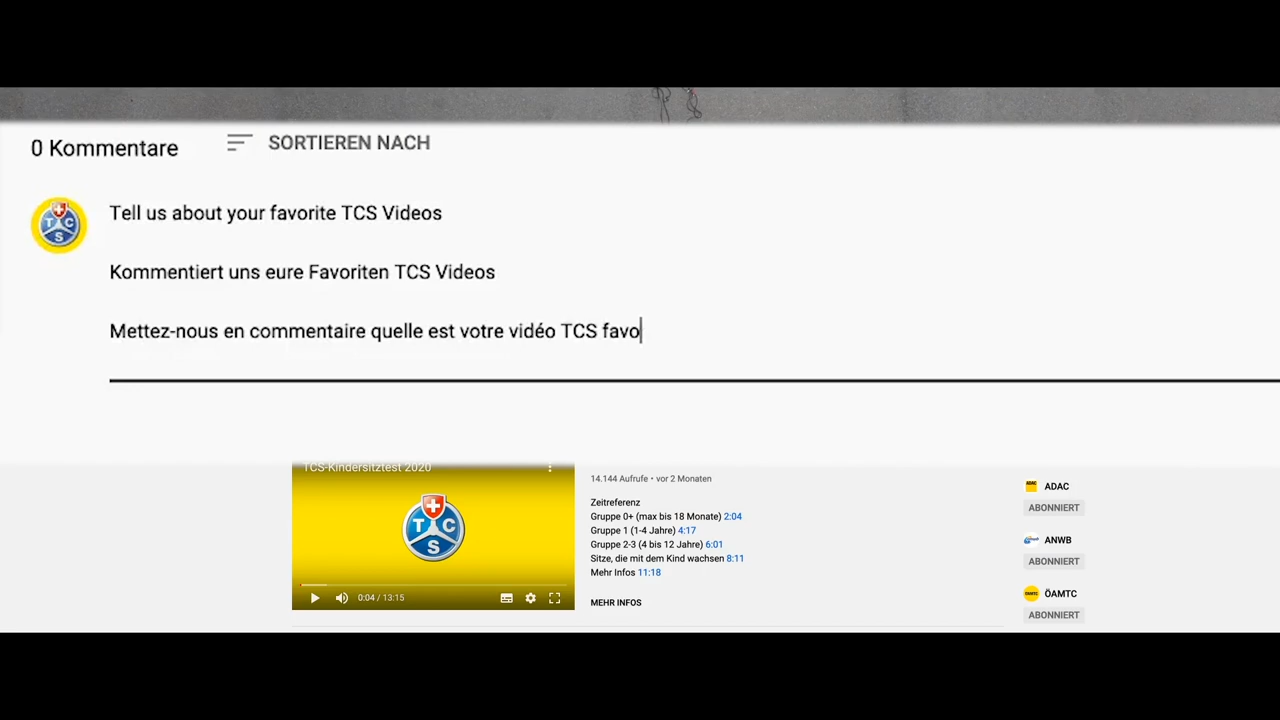 0 Kommentare
SORTIEREN NACH
T C S
Tell us about your favorite TCS Videos
Kommentiert uns eure Favoriten TCS Videos
Mettez-nous en commentaire quelle est votre vidéo TCS favo
TCS-Kindersitztest 2020
T C S
0:04 / 13:15
14.144 Aufrufe • vor 2 Monaten
Zeitreferenz
Gruppe 0+ (max bis 18 Monate) 2:04
Gruppe 1 (1-4 Jahre) 4:17
Gruppe 2-3 (4 bis 12 Jahre) 6:01
Sitze, die mit dem Kind wachsen 8:11
Mehr Infos 11:18
MEHR INFOS
ADAC
ADAC
ABONNIERT
ANWB
ABONNIERT
ÖAMTC
ÖAMTC
ABONNIERT